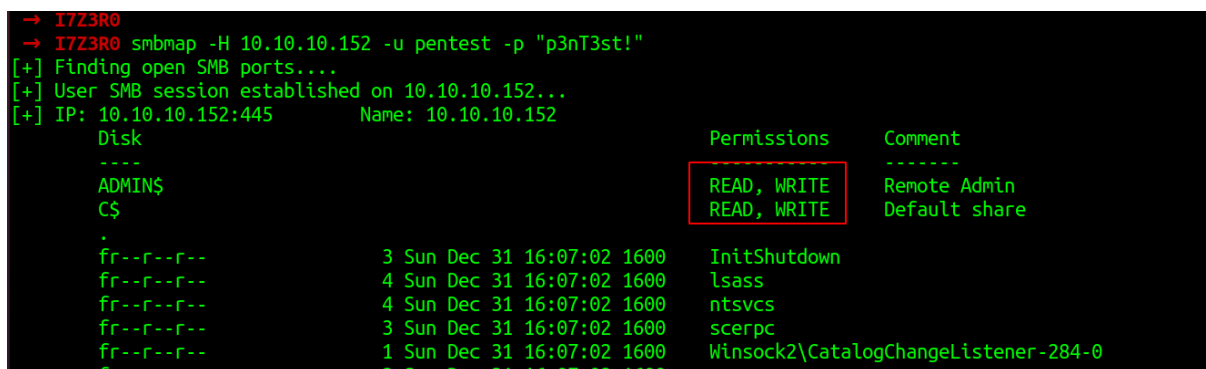 → I7Z3R0
→ I7Z3R0 smbmap -H 10.10.10.152 -u pentest -p "p3nT3st!"
[+] Finding open SMB ports....
[+] User SMB session established on 10.10.10.152...
[+] IP: 10.10.10.152:445 Name: 10.10.10.152
Disk Permissions Comment
---- ----------- -------
ADMIN$ READ, WRITE Remote Admin
C$ READ, WRITE Default share
.
fr--r--r-- 3 Sun Dec 31 16:07:02 1600 InitShutdown
fr--r--r-- 4 Sun Dec 31 16:07:02 1600 lsass
fr--r--r-- 4 Sun Dec 31 16:07:02 1600 ntsvcs
fr--r--r-- 3 Sun Dec 31 16:07:02 1600 scerpc
fr--r--r-- 1 Sun Dec 31 16:07:02 1600 Winsock2\CatalogChangeListener-284-0